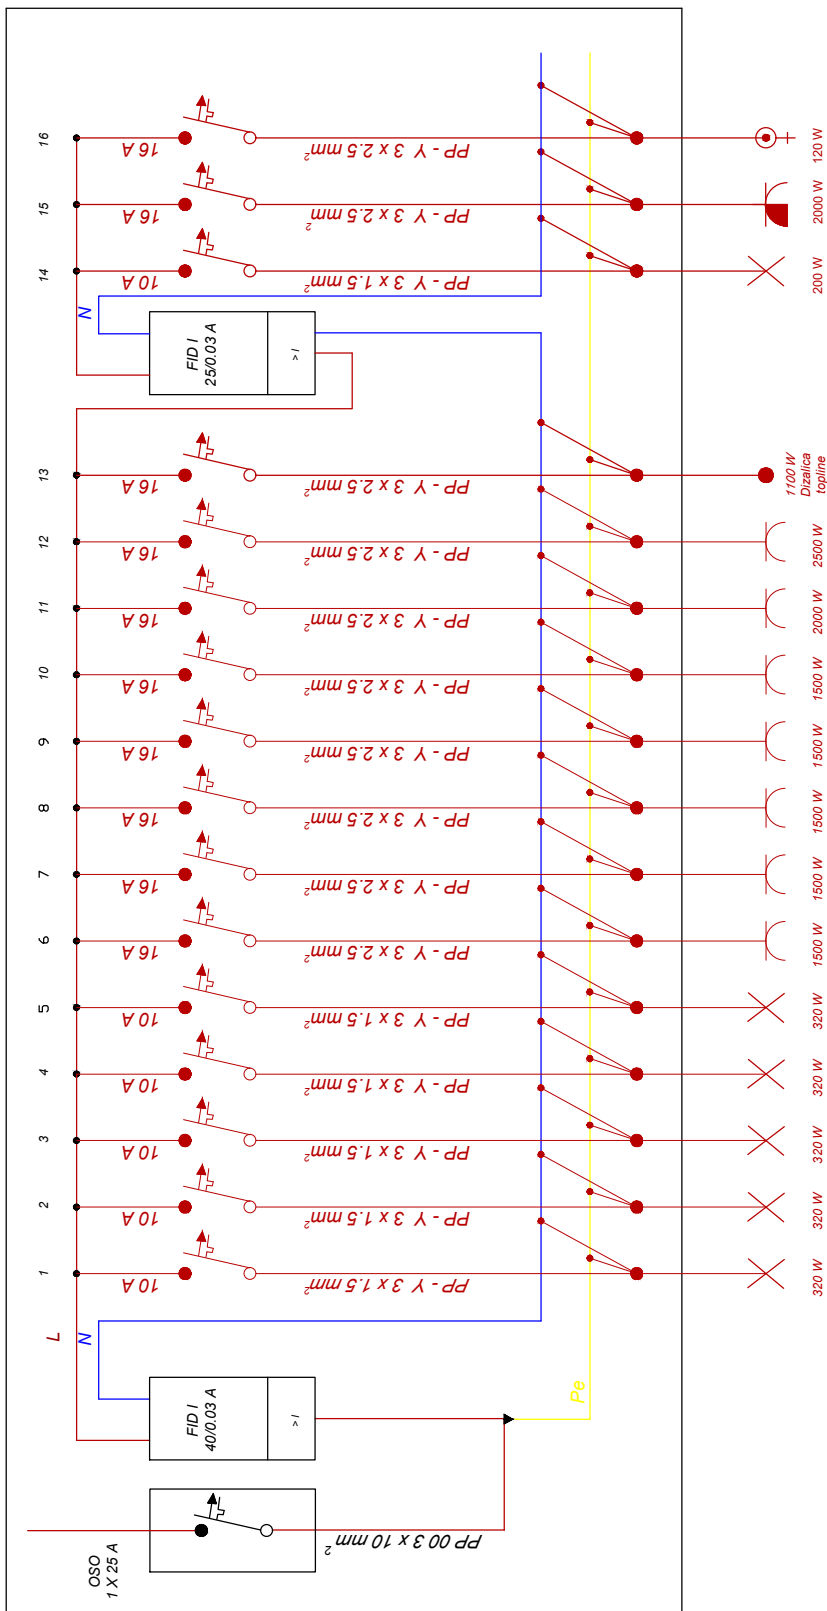 OSO
1 X 25 A
PP 00 3 x 10 mm²
FID I
40/0.03 A
> I
L
N
Pe
1
10 A
PP - Y 3 x 1.5 mm²
320 W
2
10 A
PP - Y 3 x 1.5 mm²
320 W
3
10 A
PP - Y 3 x 1.5 mm²
320 W
4
10 A
PP - Y 3 x 1.5 mm²
320 W
5
10 A
PP - Y 3 x 1.5 mm²
320 W
6
16 A
PP - Y 3 x 2.5 mm²
1500 W
7
16 A
PP - Y 3 x 2.5 mm²
1500 W
8
16 A
PP - Y 3 x 2.5 mm²
1500 W
9
16 A
PP - Y 3 x 2.5 mm²
1500 W
10
16 A
PP - Y 3 x 2.5 mm²
1500 W
11
16 A
PP - Y 3 x 2.5 mm²
2000 W
12
16 A
PP - Y 3 x 2.5 mm²
2500 W
13
16 A
PP - Y 3 x 2.5 mm²
1100 W
Dizalica
topline
FID I
25/0.03 A
> I
N
14
10 A
PP - Y 3 x 1.5 mm²
200 W
15
16 A
PP - Y 3 x 2.5 mm²
2000 W
16
16 A
PP - Y 3 x 2.5 mm²
120 W